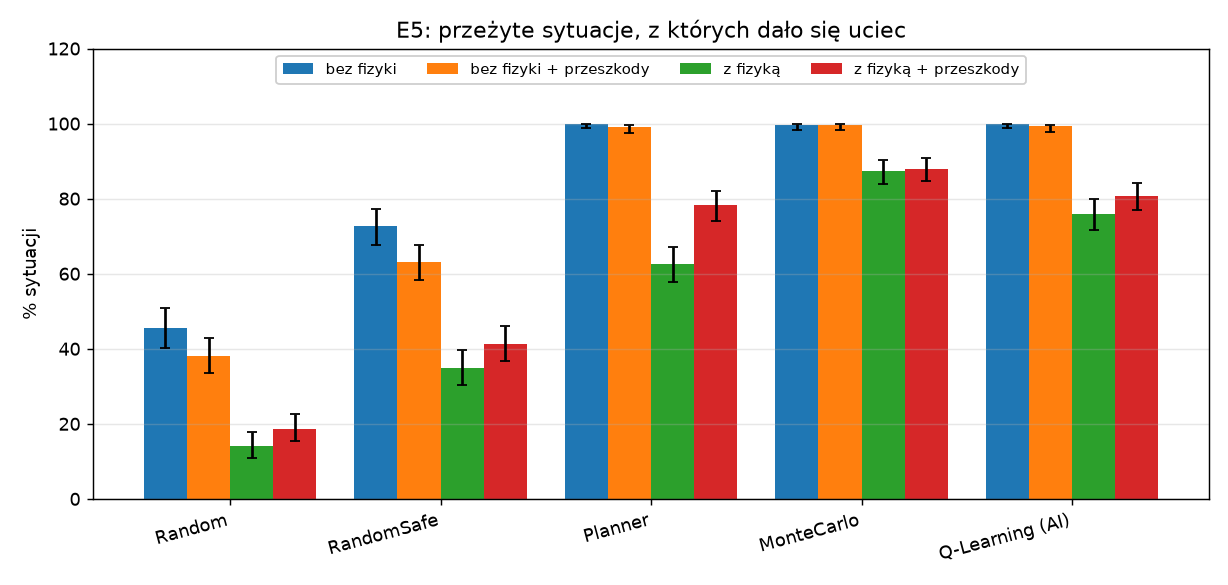 E5: przeżyte sytuacje, z których dało się uciec
bez fizyki
bez fizyki + przeszkody
z fizyką
z fizyką + przeszkody
% sytuacji
120
100
80
60
40
20
0
Random
RandomSafe
Planner
MonteCarlo
Q-Learning (AI)